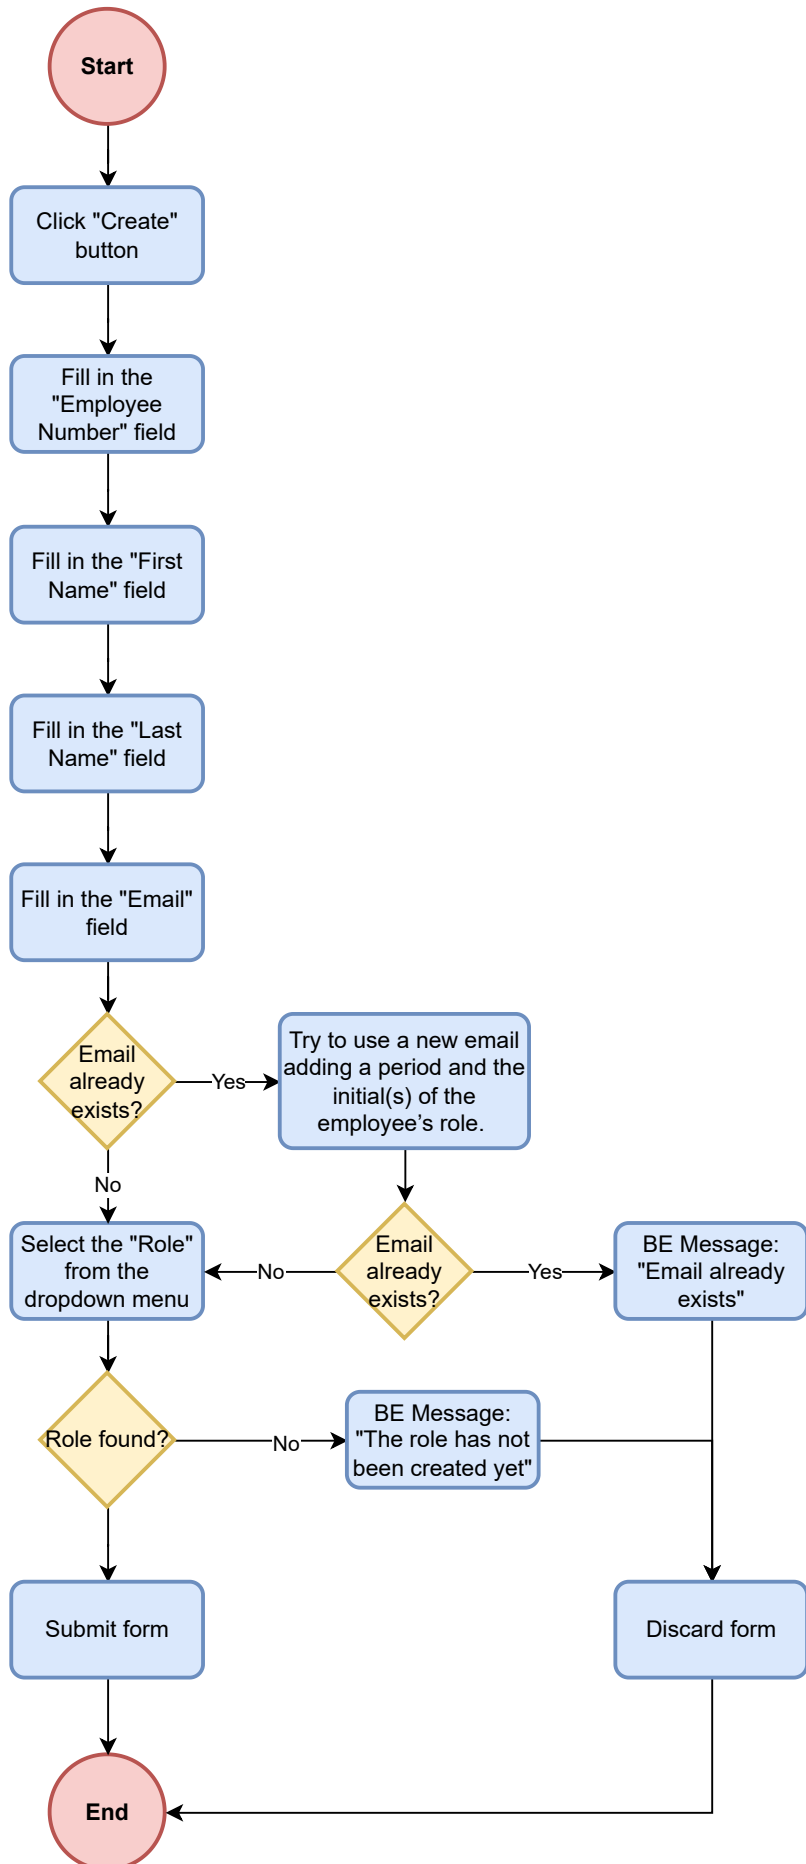 Start
Click "Create"
button
Fill in the
"Employee
Number" field
Fill in the "First
Name" field
Fill in the "Last
Name" field
Fill in the "Email"
field
Email
already
exists?
Yes
Try to use a new email
adding a period and the
initial(s) of the
employee’s role.
No
Select the "Role"
from the
dropdown menu
No
Email
already
exists?
Yes
BE Message:
"Email already
exists"
Role found?
No
BE Message:
"The role has not
been created yet"
Submit form
Discard form
End